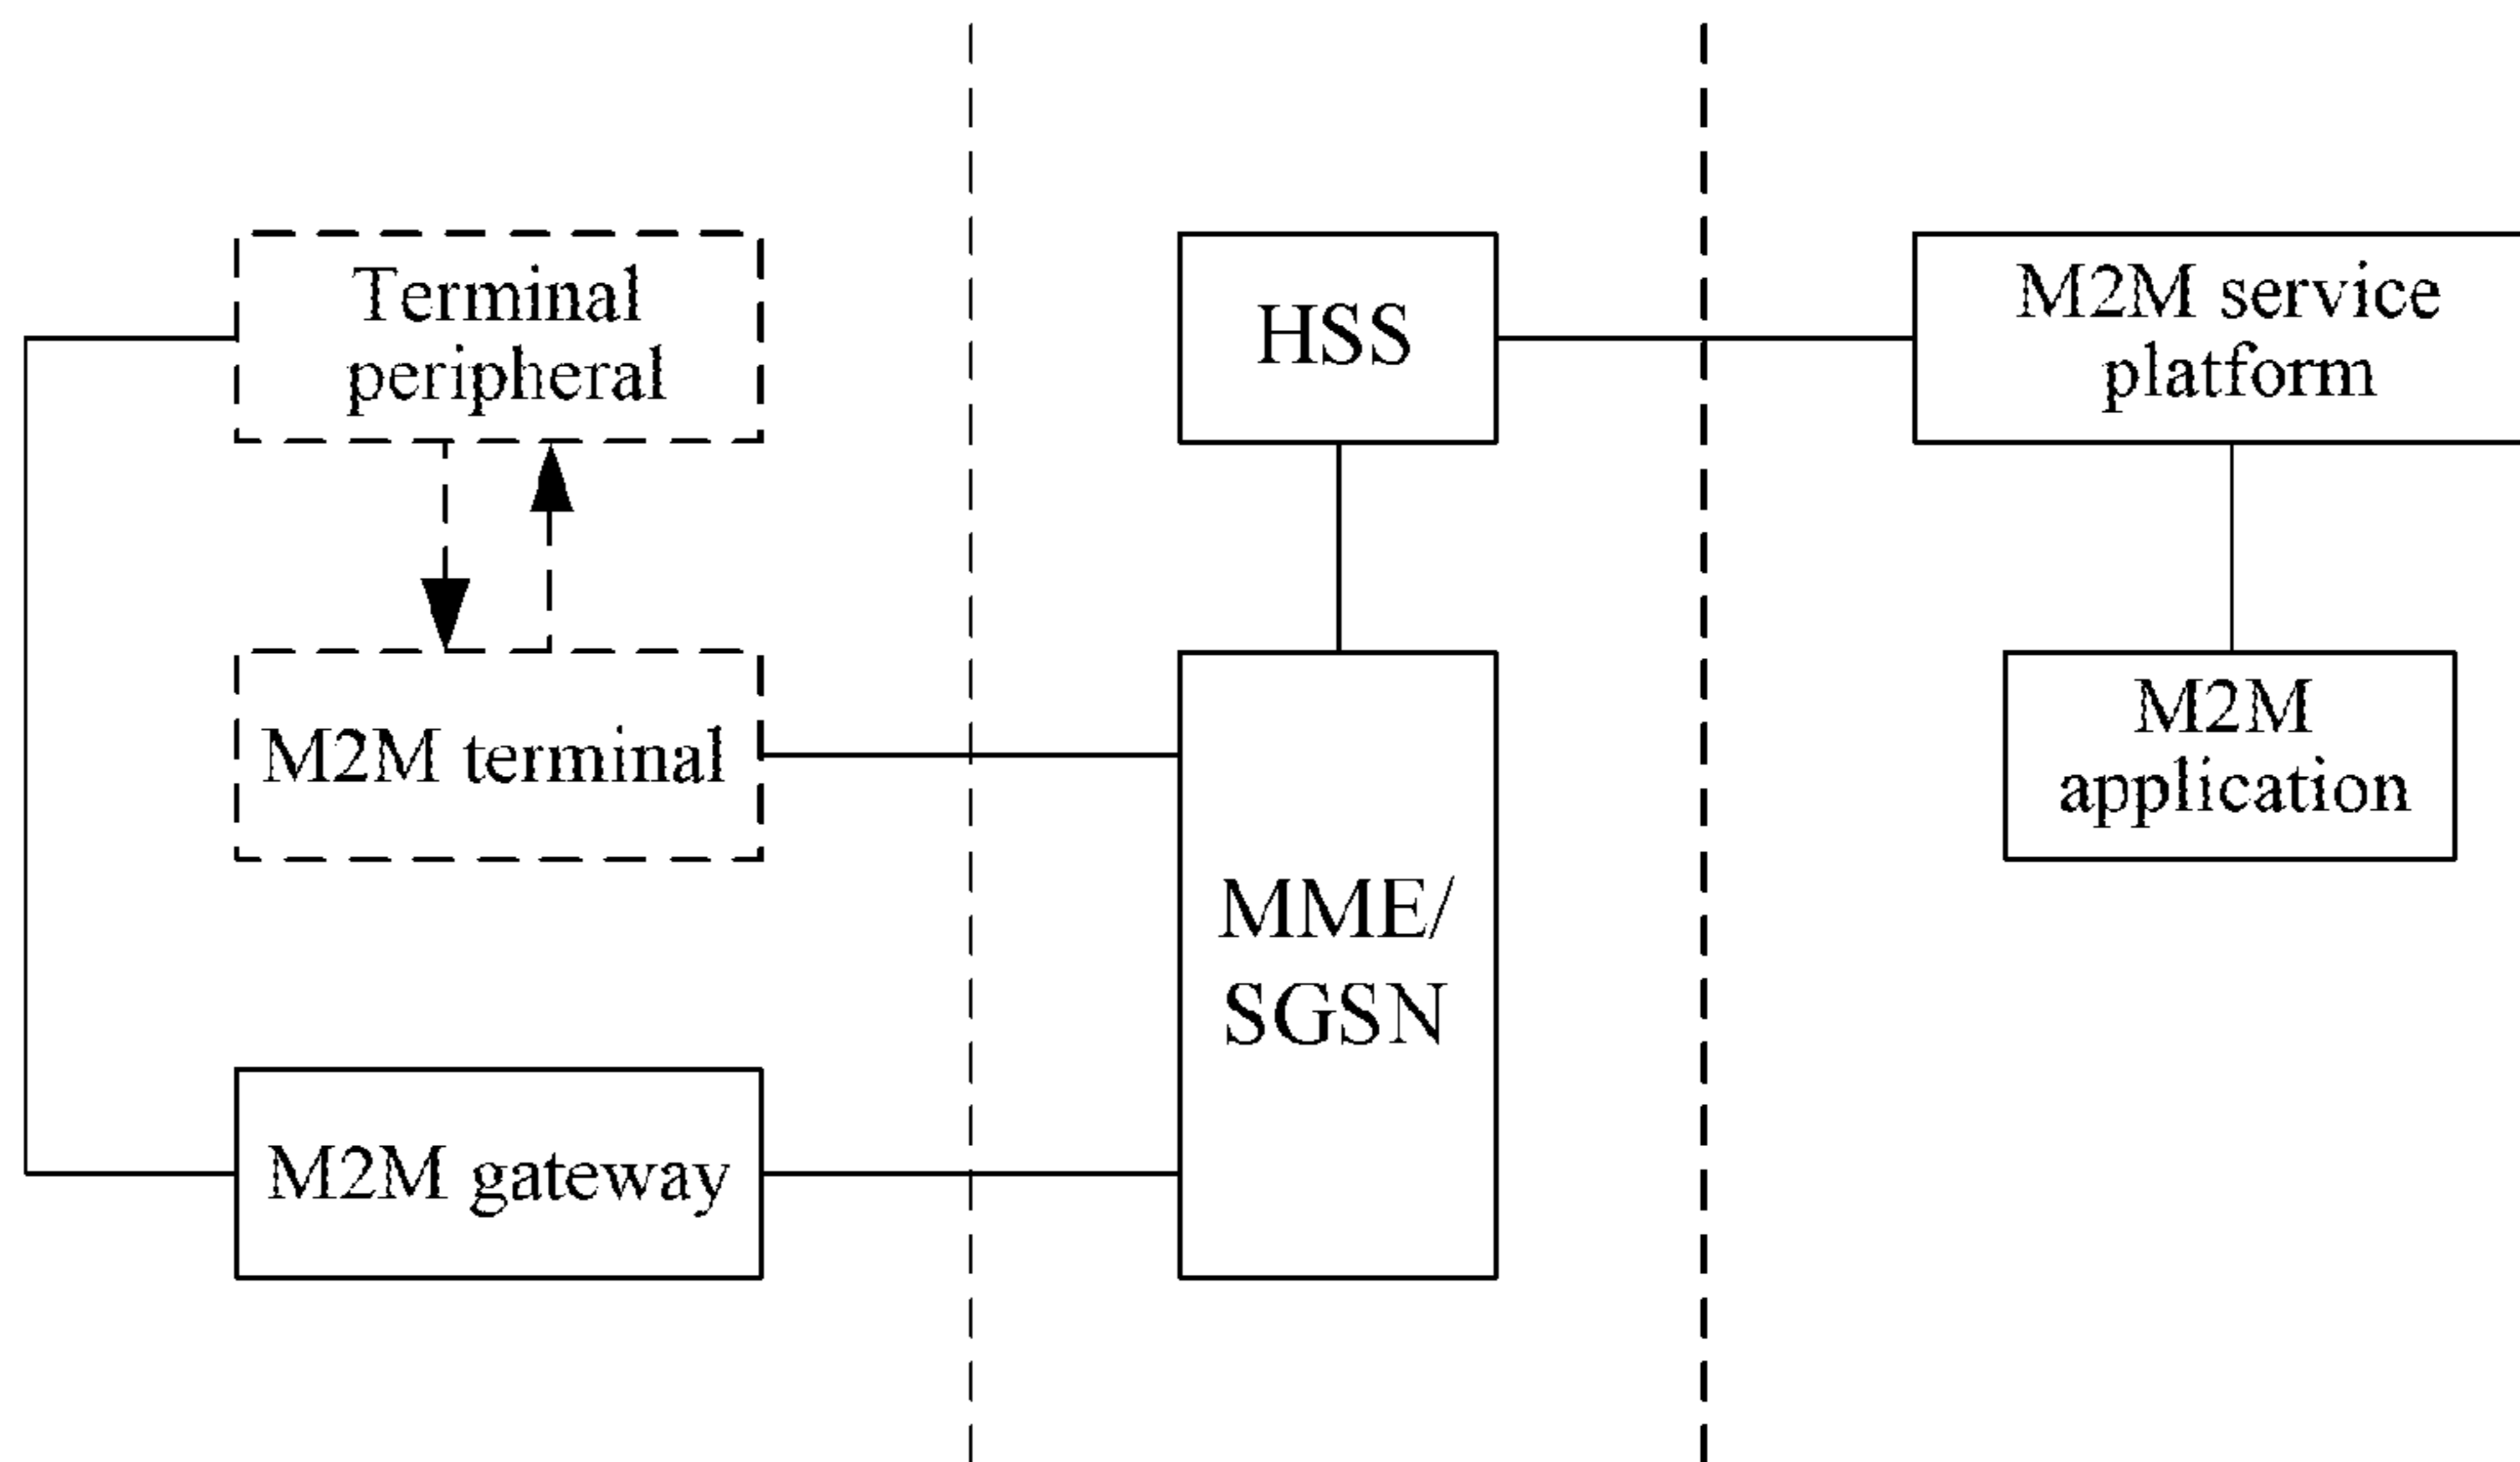 Terminal
peripheral
HSS
M2M service
platform
M2M terminal
MME/
SGSN
M2M
application
M2M gateway